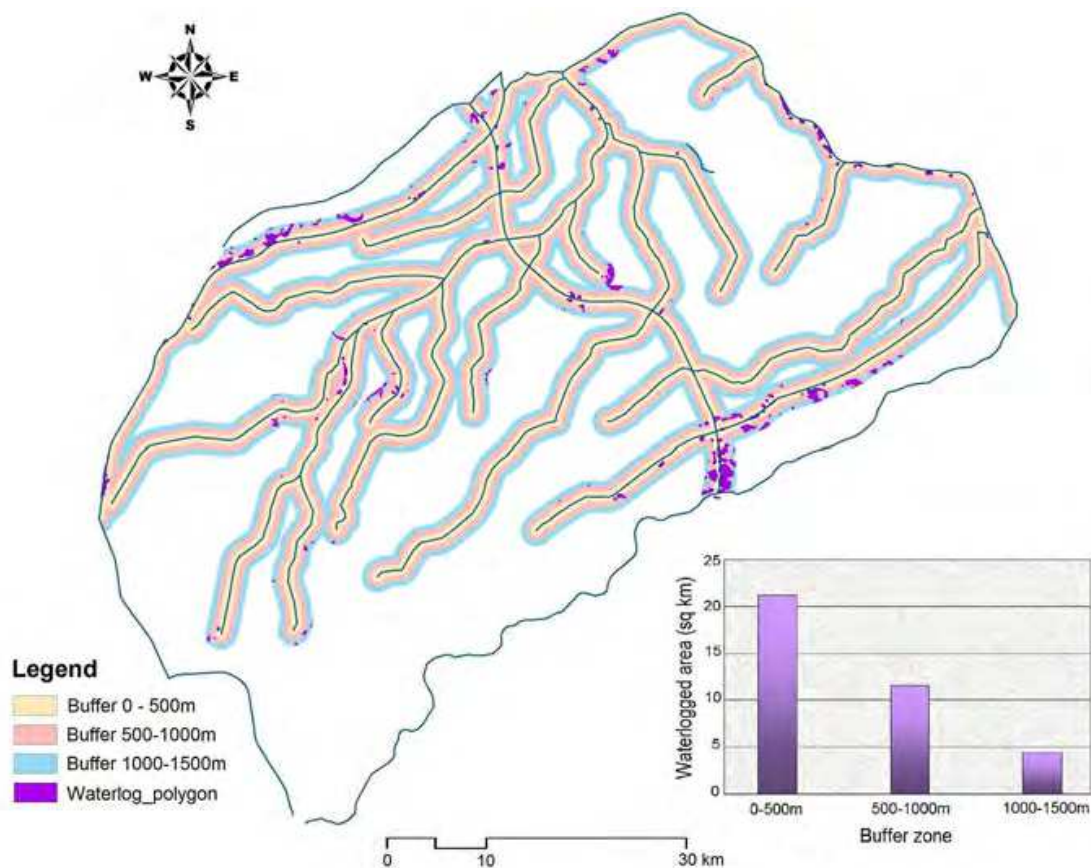 N
W E
S
Legend
Buffer 0 - 500m
Buffer 500-1000m
Buffer 1000-1500m
Waterlog_polygon
0 10 30 km
Waterlogged area (sq km)
25
20
15
10
5
0
0-500m 500-1000m 1000-1500m
Buffer zone